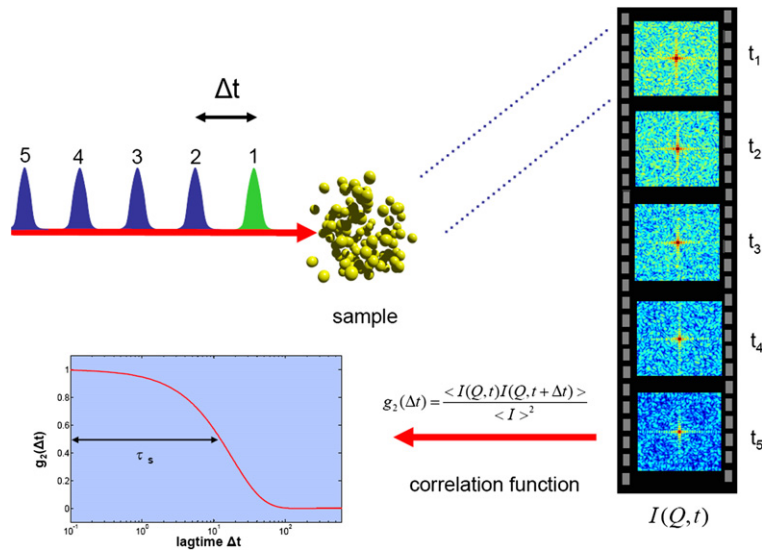 Δt
5 4 3 2 1
sample
t1
t2
t3
t4
t5
I(Q,t)
g2(Δt) = <I(Q,t)I(Q,t+Δt)> / <I>^2
correlation function
g2(Δt)
1
0.8
0.6
0.4
0.2
0
τs
10^-1 10^0 10^1 10^2
lagtime Δt